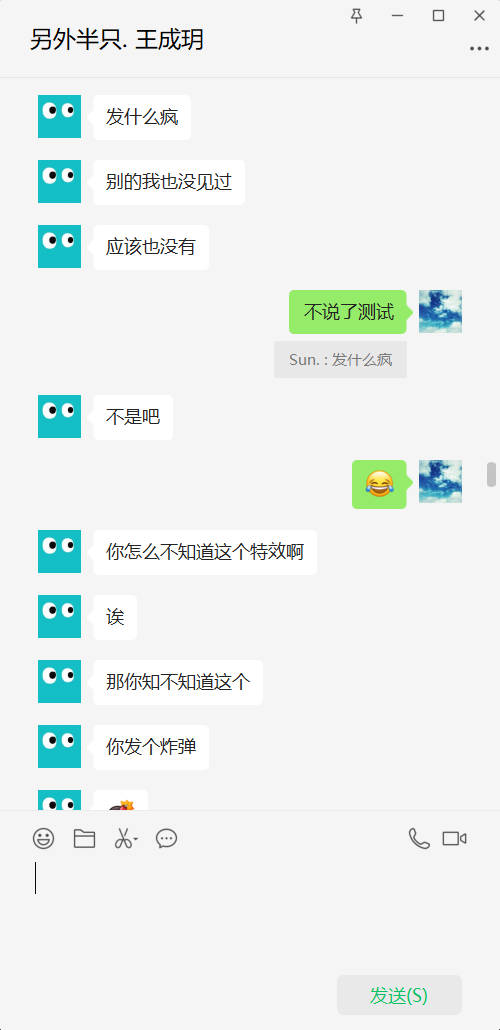 另外半只. 王成玥
发什么疯
别的我也没见过
应该也没有
不说了测试
Sun. : 发什么疯
不是吧
😂
你怎么不知道这个特效啊
诶
那你知不知道这个
你发个炸弹
发送(S)